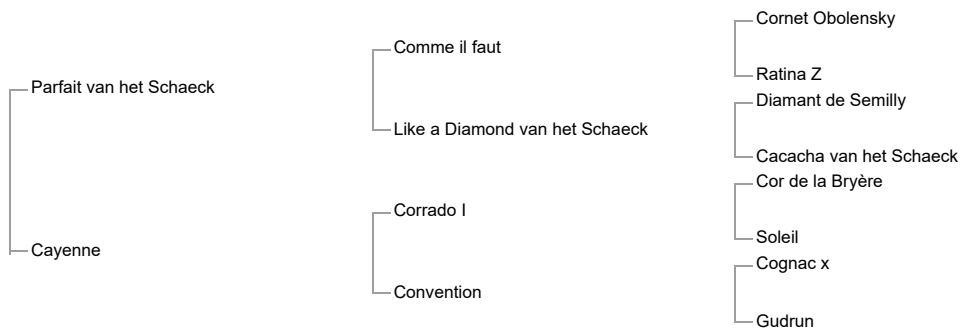 Cornet Obolensky
Comme il faut
Ratina Z
Parfait van het Schaeck
Diamant de Semilly
Like a Diamond van het Schaeck
Cacacha van het Schaeck
Cor de la Bryère
Corrado I
Soleil
Cayenne
Cognac x
Convention
Gudrun